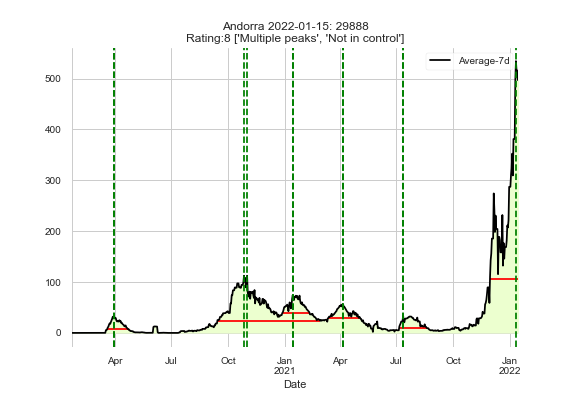 Andorra 2022-01-15: 29888
Rating:8 ['Multiple peaks', 'Not in control']
Average-7d
500
400
300
200
100
0
Apr Jul Oct Jan Apr Jul Oct Jan
2021 2022
Date